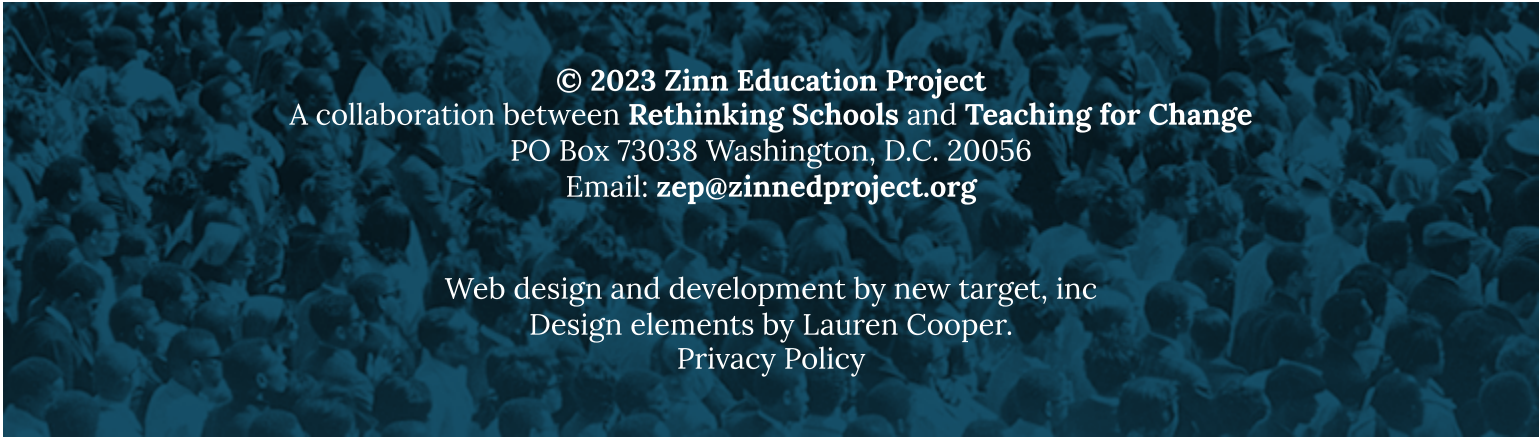 © 2023 Zinn Education Project
A collaboration between Rethinking Schools and Teaching for Change
PO Box 73038 Washington, D.C. 20056
Email: zep@zinnedproject.org
Web design and development by new target, inc
Design elements by Lauren Cooper.
Privacy Policy